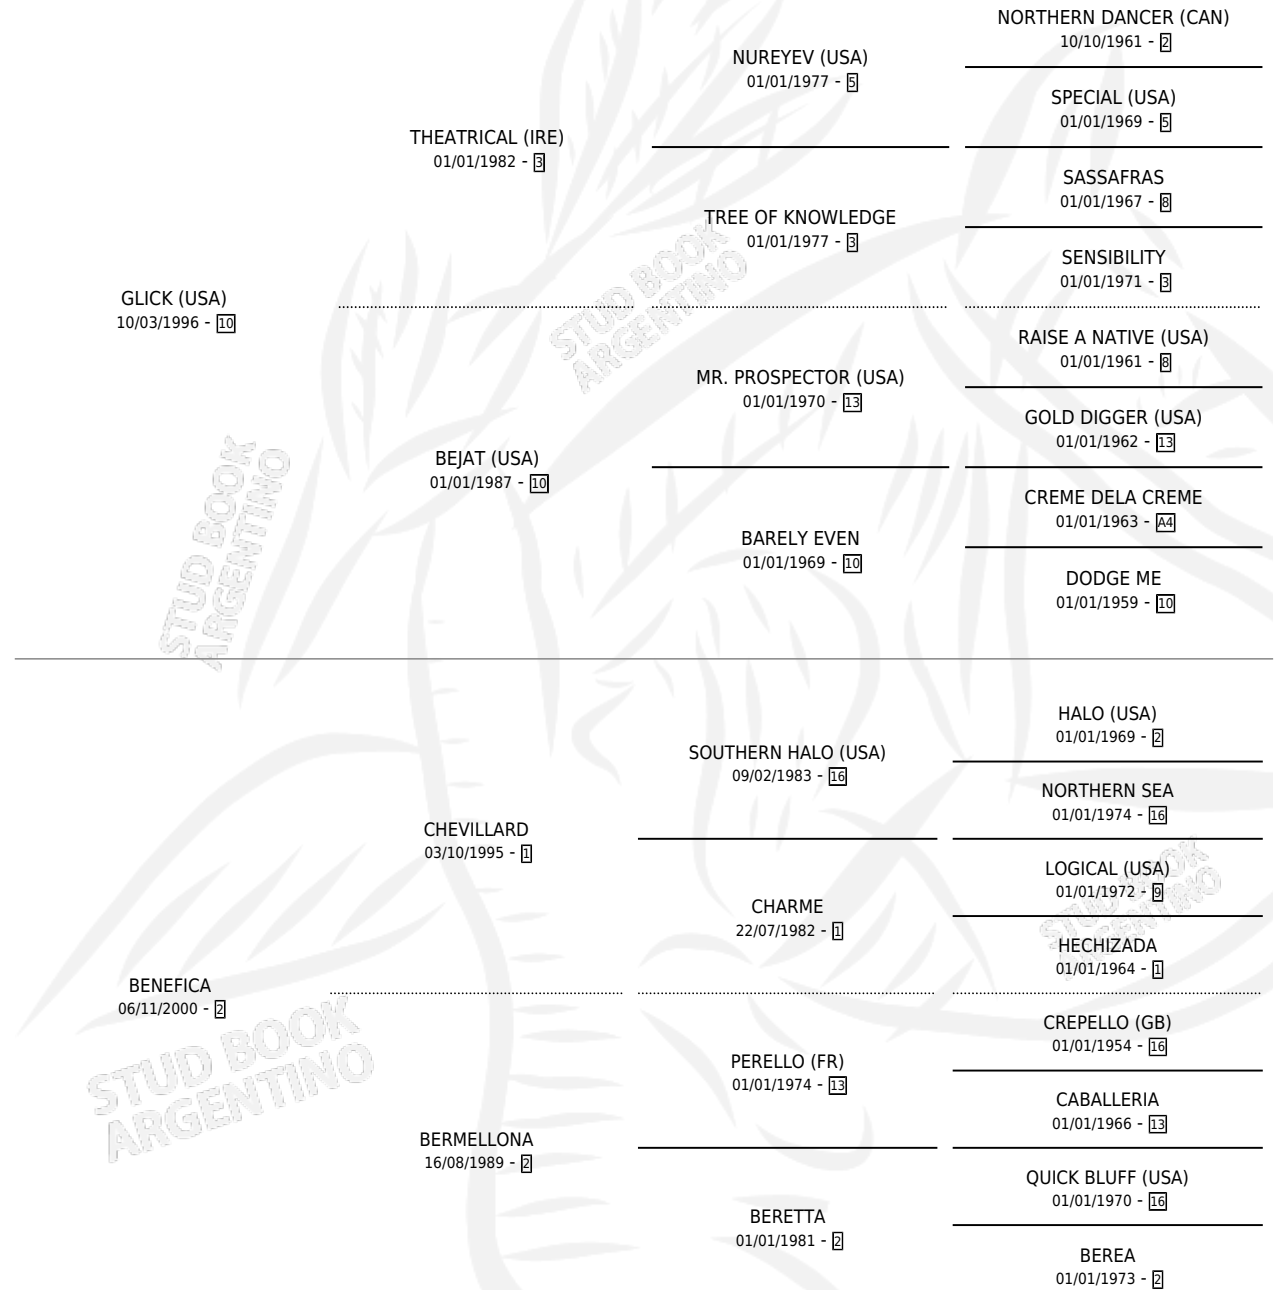 NORTHERN DANCER (CAN)
10/10/1961 - 2
NUREYEV (USA)
01/01/1977 - 5
SPECIAL (USA)
01/01/1969 - 5
THEATRICAL (IRE)
01/01/1982 - 3
SASSAFRAS
01/01/1967 - 8
TREE OF KNOWLEDGE
01/01/1977 - 3
SENSIBILITY
01/01/1971 - 3
GLICK (USA)
10/03/1996 - 10
STUD BOOK
ARGENTINO
RAISE A NATIVE (USA)
01/01/1961 - 8
MR. PROSPECTOR (USA)
01/01/1970 - 13
GOLD DIGGER (USA)
01/01/1962 - 13
BEJAT (USA)
01/01/1987 - 10
STUD BOOK
ARGENTINO
CREME DELA CREME
01/01/1963 - A4
BARELY EVEN
01/01/1969 - 10
DODGE ME
01/01/1959 - 10
HALO (USA)
01/01/1969 - 2
SOUTHERN HALO (USA)
09/02/1983 - 16
NORTHERN SEA
01/01/1974 - 16
CHEVILLARD
03/10/1995 - 1
LOGICAL (USA)
01/01/1972 - 9
CHARME
22/07/1982 - 1
STUD BOOK
ARGENTINO
HECHIZADA
01/01/1964 - 1
BENEFICA
06/11/2000 - 2
CREPELLO (GB)
01/01/1954 - 16
PERELLO (FR)
01/01/1974 - 13
STUD BOOK
ARGENTINO
CABALLERIA
01/01/1966 - 13
BERMELLONA
16/08/1989 - 2
QUICK BLUFF (USA)
01/01/1970 - 16
BERETTA
01/01/1981 - 2
BEREA
01/01/1973 - 2